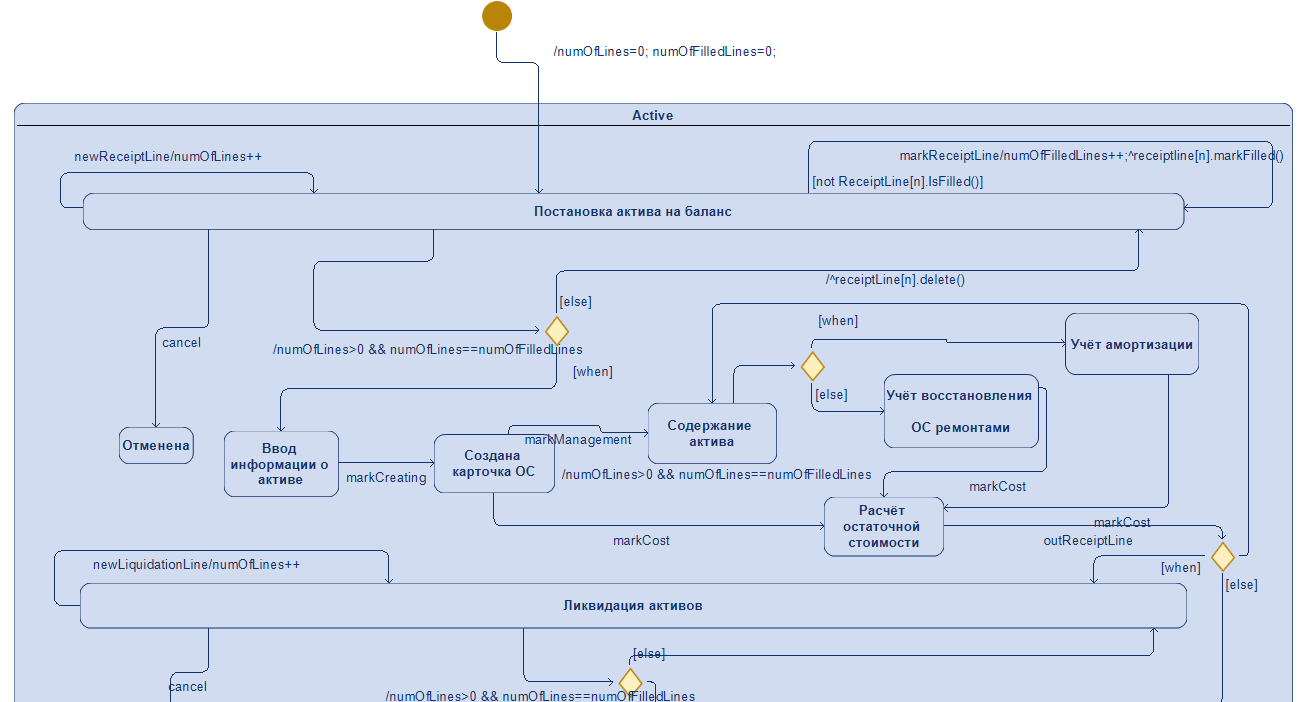 /numOfLines=0; numOfFilledLines=0;
Active
newReceiptLine/numOfLines++
markReceiptLine/numOfFilledLines++;^receiptline[n].markFilled()
[not ReceiptLine[n].IsFilled()]
Постановка актива на баланс
/^receiptLine[n].delete()
[else]
[when]
cancel
/numOfLines>0 && numOfLines==numOfFilledLines
[when]
Учёт амортизации
[else]
Учёт восстановления
ОС ремонтами
Отменена
Ввод
информации о
активе
markCreating
Создана
карточка ОС
markManagement
Содержание
актива
/numOfLines>0 && numOfLines==numOfFilledLines
markCost
Расчёт
остаточной
стоимости
markCost
markCost
outReceiptLine
[when]
[else]
newLiquidationLine/numOfLines++
Ликвидация активов
[else]
cancel
/numOfLines>0 && numOfLines==numOfFilledLines